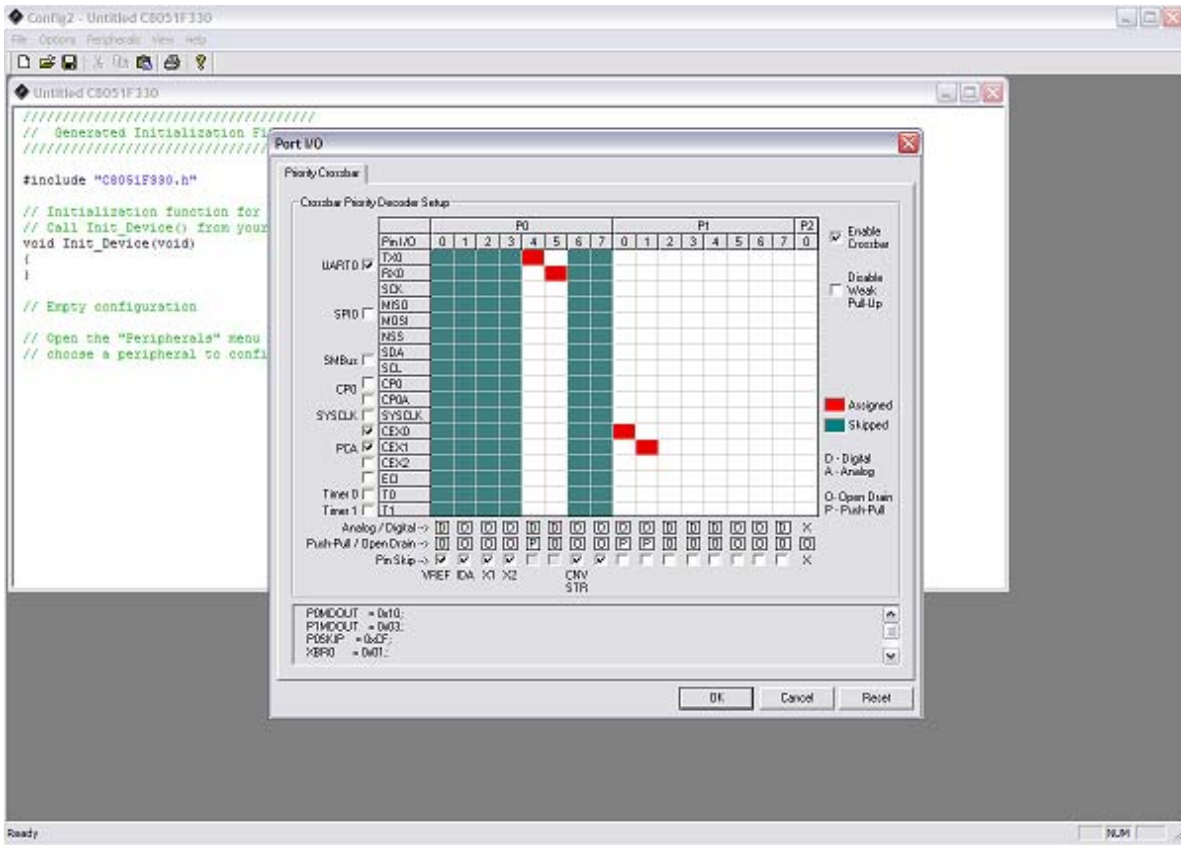 Config2 - Untitled C8051F330
File Options Peripherals View Help
Untitled C8051F330
/////////////////////////////////////
// Generated Initialization Fi
////////////////////////////////
#include "C8051F330.h"
// Initialization function for
// Call Init_Device() from your
void Init_Device(void)
{
}
// Empty configuration
// Open the "Peripherals" menu
// choose a peripheral to confi
Port I/O
Priority Crossbar
Crossbar Priority Decoder Setup
P0 P1 P2
Pin I/O 0 1 2 3 4 5 6 7 0 1 2 3 4 5 6 7 0
UART0 TX0
RX0
SCK
SPI0 MISO
MOSI
NSS
SMBus SDA
SCL
CP0 CP0
CP0A
SYSCLK SYSCLK
CEX0
PCA CEX1
CEX2
ECI
Timer 0 T0
Timer 1 T1
Analog / Digital -> D D D D D D D D D D D D D D X
Push-Pull / Open Drain -> O O O O P O O O P P O O O O O O O
Pin Skip -> X
VREF IDA X1 X2 CNV
STR
Enable
Crossbar
Disable
Weak
Pull-Up
Assigned
Skipped
D - Digital
A - Analog
O- Open Drain
P - Push-Pull
P0MDOUT = 0x10;
P1MDOUT = 0x03;
P0SKIP = 0xCF;
XBR0 = 0x01;
OK Cancel Reset
Ready NUM